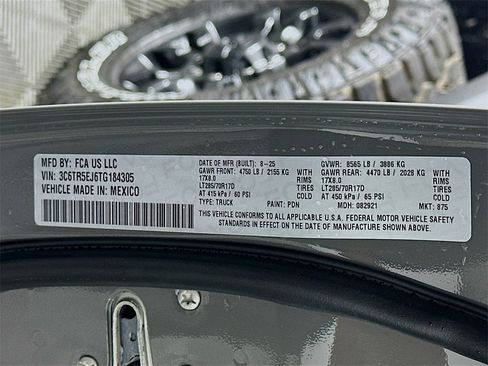 MFD BY: FCA US LLC
VIN: 3C6TR5EJ6TG184305
VEHICLE MADE IN: MEXICO
DATE OF MFR (BUILT): 8-25 GVWR: 8565 LB / 3886 KG
GAWR FRONT: 4750 LB / 2155 KG GAWR REAR: 4470 LB / 2028 KG
17X8.0 RIMS 17X8.0 RIMS
LT285/70R17D TIRES LT285/70R17D TIRES
AT 415 kPa / 60 PSI COLD AT 450 kPa / 65 PSI COLD
TYPE: TRUCK PAINT: PDN MDH: 082921 MKT: 875
THIS VEHICLE CONFORMS TO ALL APPLICABLE U.S.A. FEDERAL MOTOR VEHICLE SAFETY
STANDARDS IN EFFECT ON THE DATE OF MANUFACTURE SHOWN ABOVE